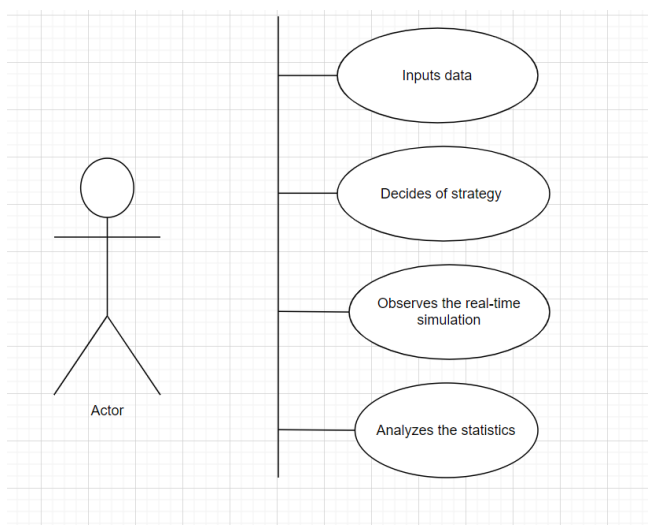 Inputs data
Decides of strategy
Observes the real-time
simulation
Actor
Analyzes the statistics